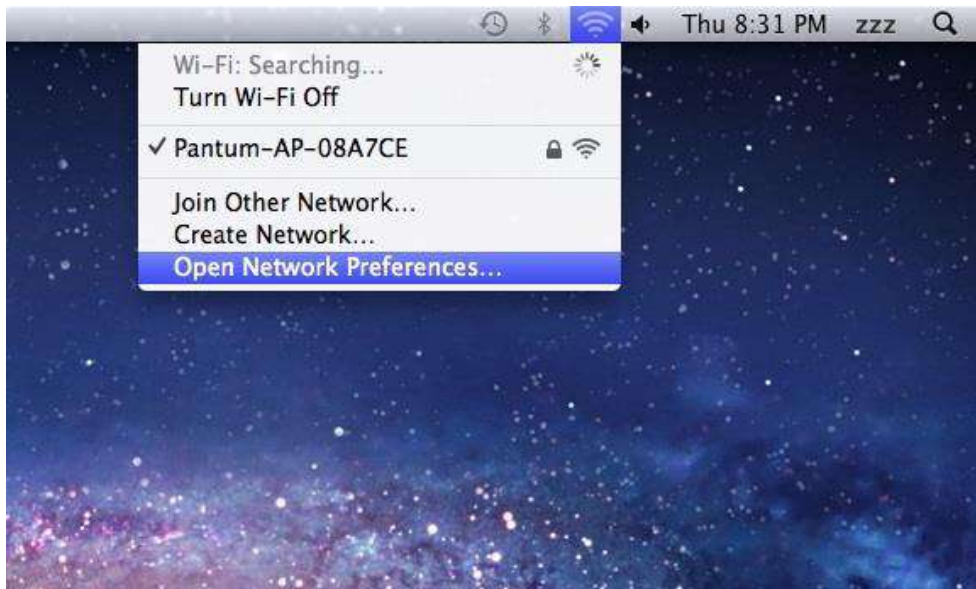 Thu 8:31 PM zzz
Wi-Fi: Searching...
Turn Wi-Fi Off
Pantum-AP-08A7CE
Join Other Network...
Create Network...
Open Network Preferences...